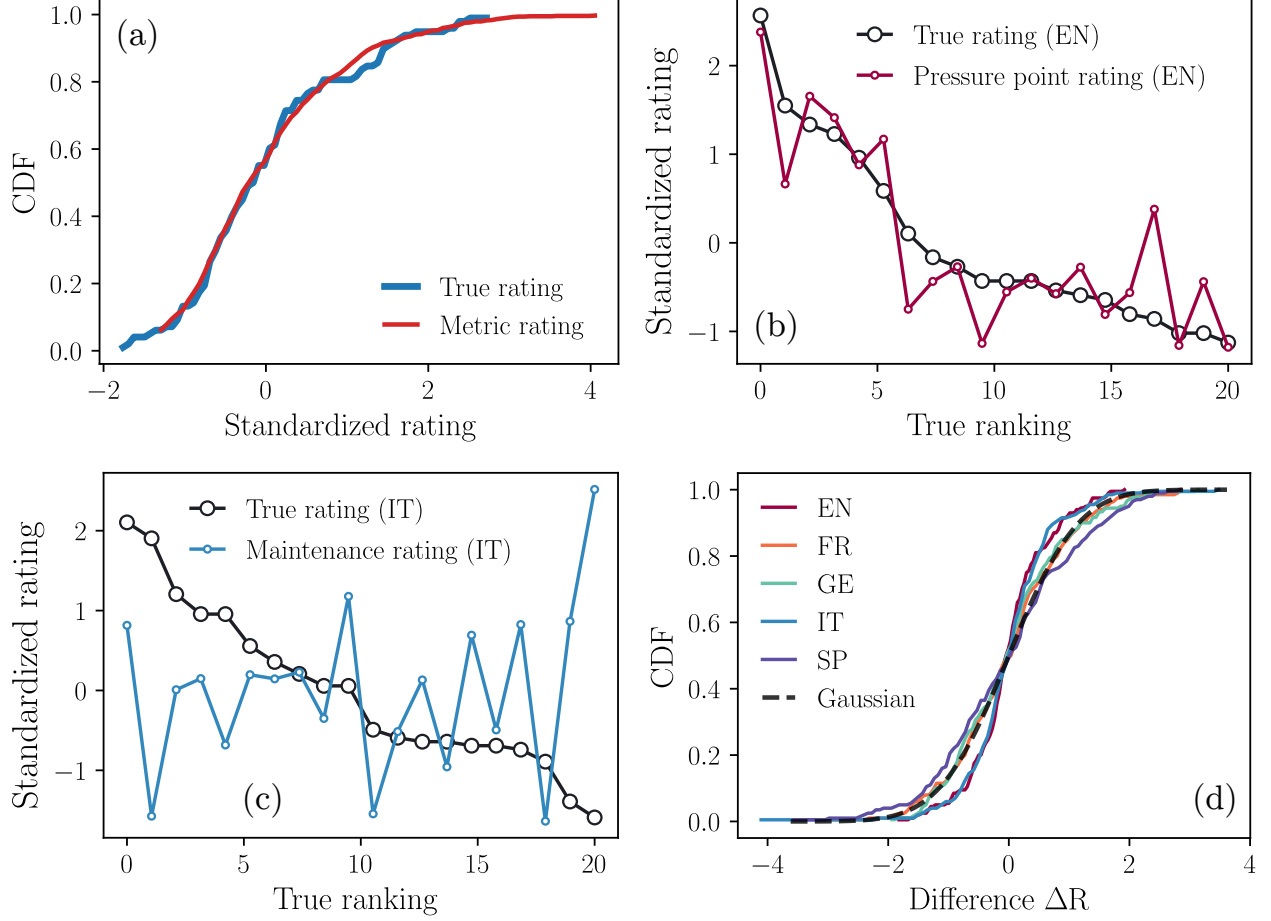 (a)
CDF
1.0
0.8
0.6
0.4
0.2
0.0
True rating
Metric rating
−2
0
2
4
Standardized rating
(b)
Standardized rating
2
1
0
−1
True rating (EN)
Pressure point rating (EN)
0
5
10
15
20
True ranking
(c)
Standardized rating
2
1
0
−1
True rating (IT)
Maintenance rating (IT)
0
5
10
15
20
True ranking
(d)
CDF
1.0
0.8
0.6
0.4
0.2
0.0
EN
FR
GE
IT
SP
Gaussian
−4
−2
0
2
4
Difference ΔR